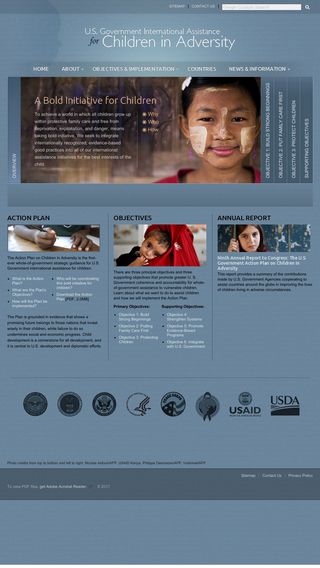 SITEMAP | CONTACT US
U.S. Government International Assistance
for Children in Adversity
HOME ABOUT OBJECTIVES & IMPLEMENTATION COUNTRIES NEWS & INFORMATION
OVERVIEW
A Bold Initiative for Children
To achieve a world in which all children grow up
within protective family care and free from
deprivation, exploitation, and danger, means
taking bold initiative. We seek to integrate
internationally recognized, evidence-based
good practices into all of our international
assistance initiatives for the best interests of the
child.
Why
Who
How
OBJECTIVE 1: BUILD STRONG BEGINNINGS
OBJECTIVE 2: PUT FAMILY CARE FIRST
OBJECTIVE 3: PROTECT CHILDREN
SUPPORTING OBJECTIVES
ACTION PLAN
The Action Plan on Children in Adversity is the first-
ever whole-of-government strategic guidance for U.S.
Government international assistance for children.
What is the Action
Plan?
What are the Plan's
Objectives?
How will the Plan be
Implemented?
Who will be coordinating
the bold initiative for
children?
Download the Action
Plan
The Plan is grounded in evidence that shows a
promising future belongs to those nations that invest
wisely in their children, while failure to do so
undermines social and economic progress. Child
development is a cornerstone for all development, and
it is central to U.S. development and diplomatic efforts.
OBJECTIVES
There are three principal objectives and three
supporting objectives that promote greater U. S.
Government coherence and accountability for whole-
of government assistance to vulnerable children.
Learn about what we want to do to assist children
and how we will implement the Action Plan.
Primary Objectives:
Objective 1: Build
Strong Beginnings
Objective 2: Putting
Family Care First
Objective 3: Protecting
Children
Supporting Objectives:
Objective 4:
Strengthen Systems
Objective 5: Promote
Evidence-Based
Programs
Objective 6: Integrate
with U.S. Government
ANNUAL REPORT
Ninth Annual Report to Congress: The U.S
Government Action Plan on Children in
Adversity
This report provides a summary of the contributions
made by U.S. Government Agencies cooperating to
assist countries around the globe in improving the lives
of children living in adverse circumstances.
USAID
FROM THE AMERICAN PEOPLE
USDA
Sitemap | Contact Us | Privacy Policy
To view PDF files, get Adobe Acrobat Reader.